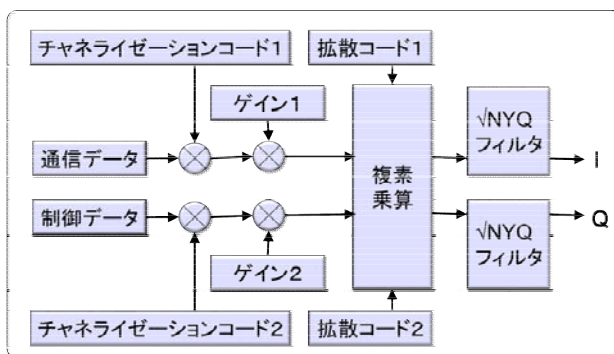 チャネライゼーションコード1
拡散コード1
ゲイン1
√NYQ
フィルタ
通信データ
I
複素
乗算
制御データ
Q
√NYQ
フィルタ
ゲイン2
チャネライゼーションコード2
拡散コード2